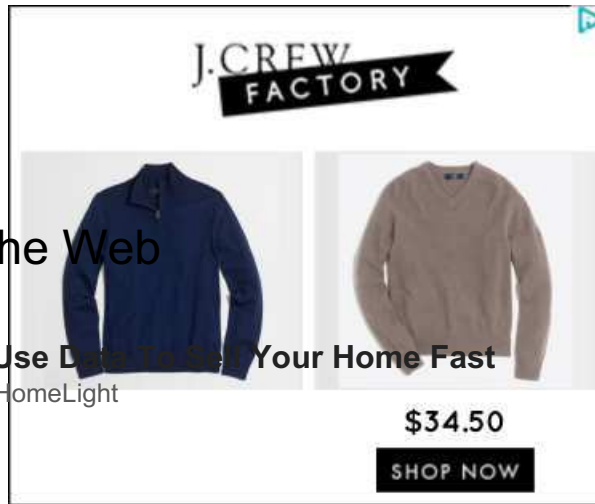 J.CREW
FACTORY
he Web
Use Data To Sell Your Home Fast
HomeLight
$34.50
SHOP NOW